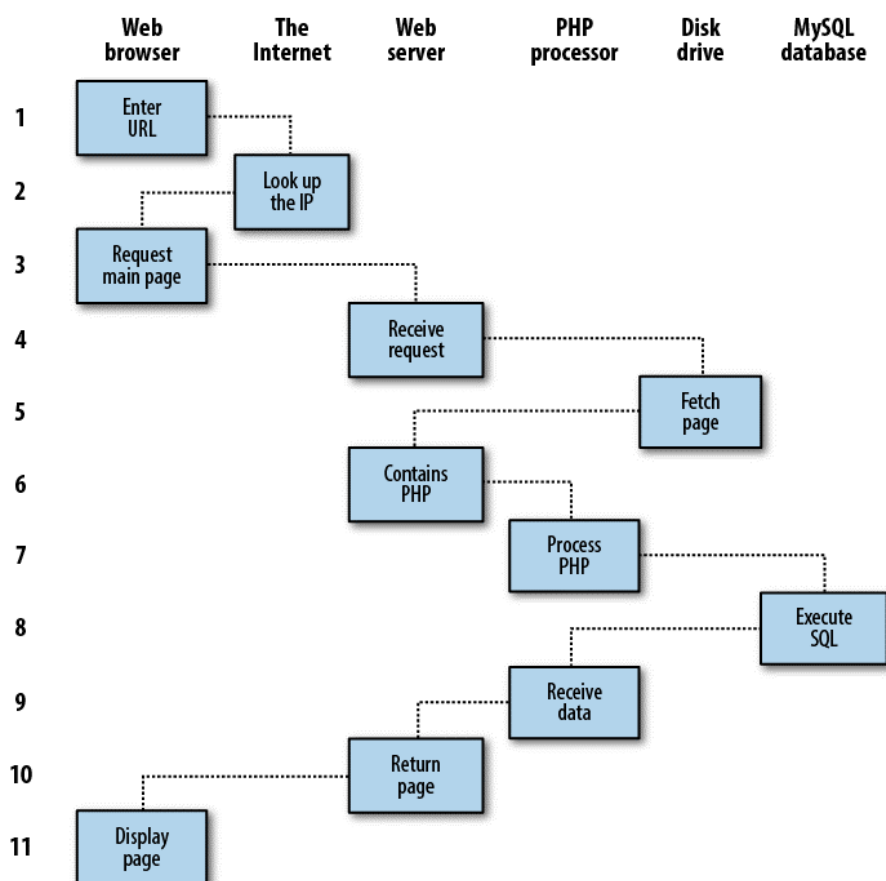 Web The Web PHP Disk MySQL
browser Internet server processor drive database
1 Enter
URL
2 Look up
the IP
3 Request
main page
4 Receive
request
5 Fetch
page
6 Contains
PHP
7 Process
PHP
8 Execute
SQL
9 Receive
data
10 Return
page
11 Display
page